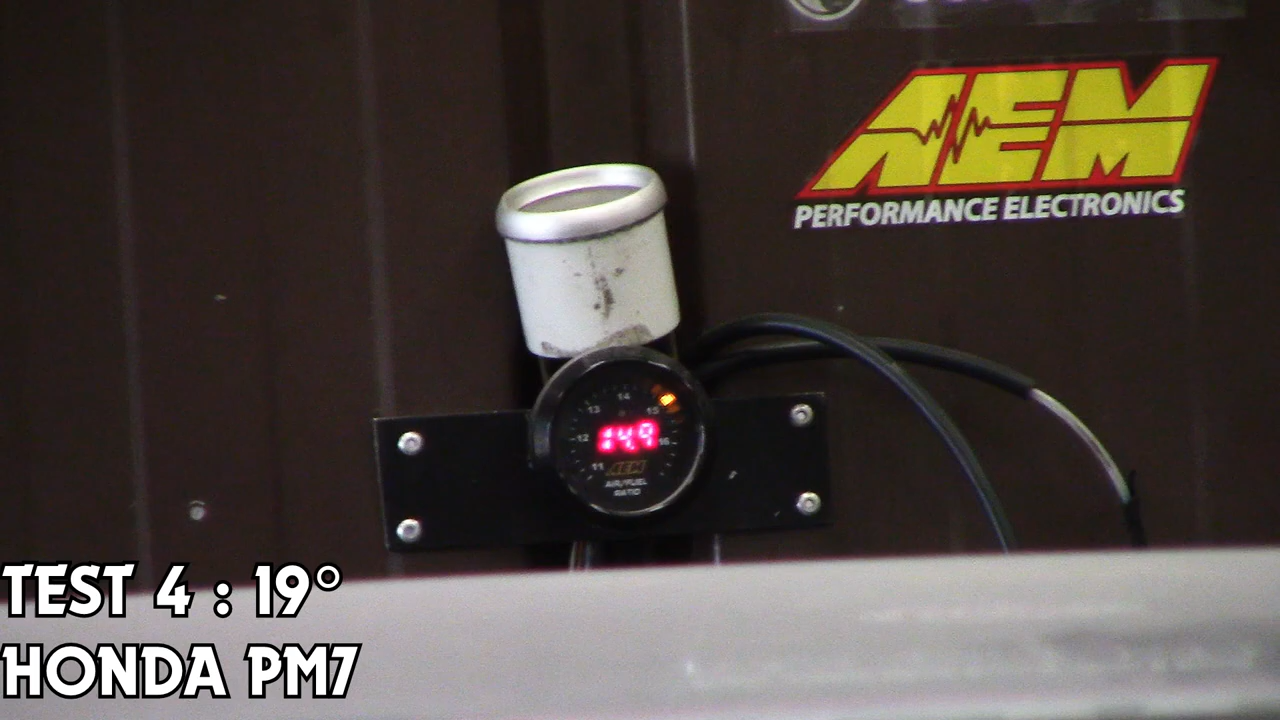 AEM
PERFORMANCE ELECTRONICS
14
13
15
12
14.9
16
11
AEM
AIR/FUEL
RATIO
TEST 4 : 19°
HONDA PM7